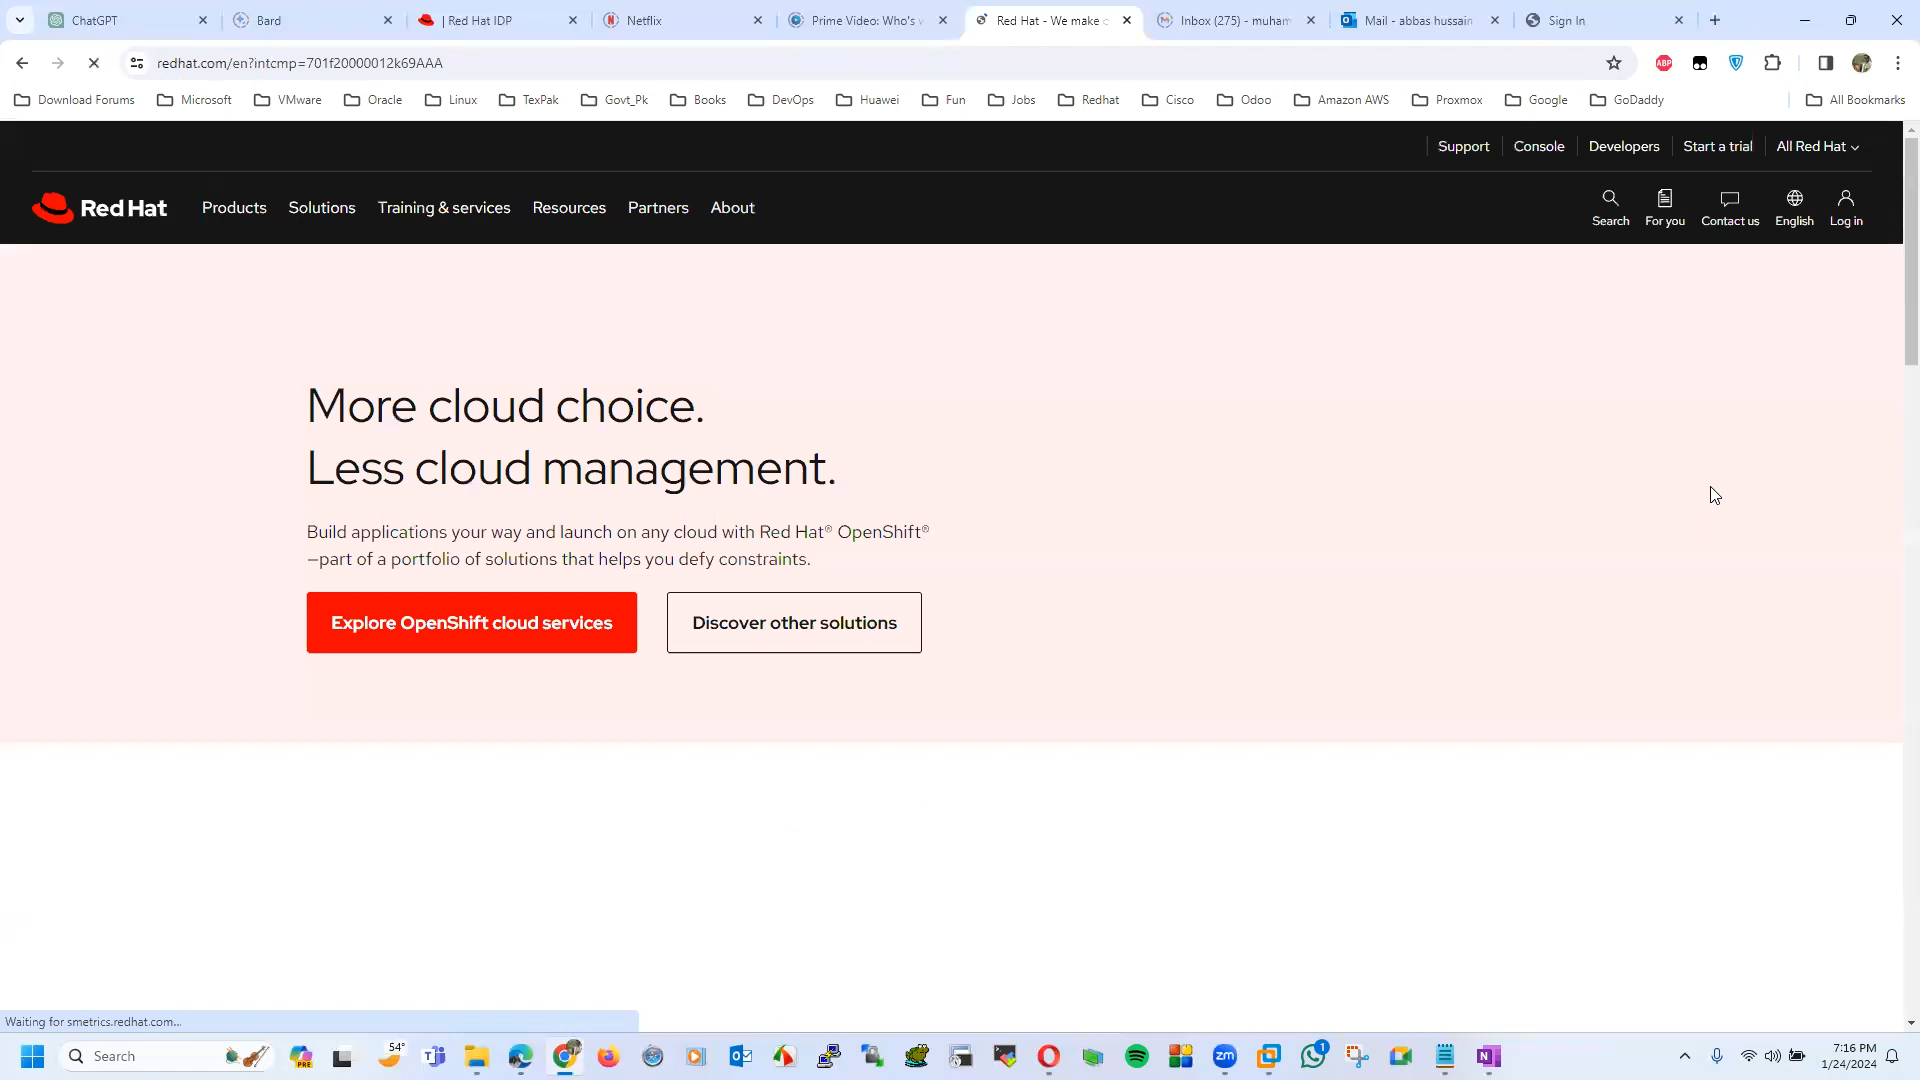 ChatGPT
Bard
| Red Hat IDP
Netflix
Prime Video: Who's
Red Hat - We make
Inbox (275) - muham
Mail - abbas hussain
Sign In
redhat.com/en?intcmp=701f20000012k69AAA
ABP
Download Forums
Microsoft
VMware
Oracle
Linux
TexPak
Govt_Pk
Books
DevOps
Huawei
Fun
Jobs
Redhat
Cisco
Odoo
Amazon AWS
Proxmox
Google
GoDaddy
All Bookmarks
Support
Console
Developers
Start a trial
All Red Hat
Red Hat
Products
Solutions
Training & services
Resources
Partners
About
Search
For you
Contact us
English
Log in
More cloud choice.
Less cloud management.
Build applications your way and launch on any cloud with Red Hat® OpenShift®
—part of a portfolio of solutions that helps you defy constraints.
Explore OpenShift cloud services
Discover other solutions
Waiting for smetrics.redhat.com...
Search
PRE
54°
zm
1
N
7:16 PM
1/24/2024